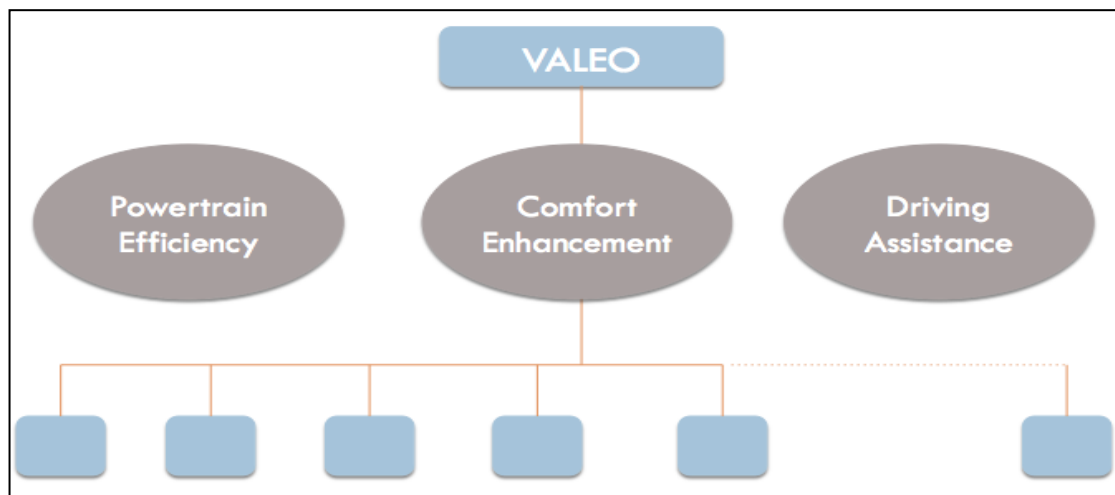 VALEO
Powertrain
Efficiency
Comfort
Enhancement
Driving
Assistance